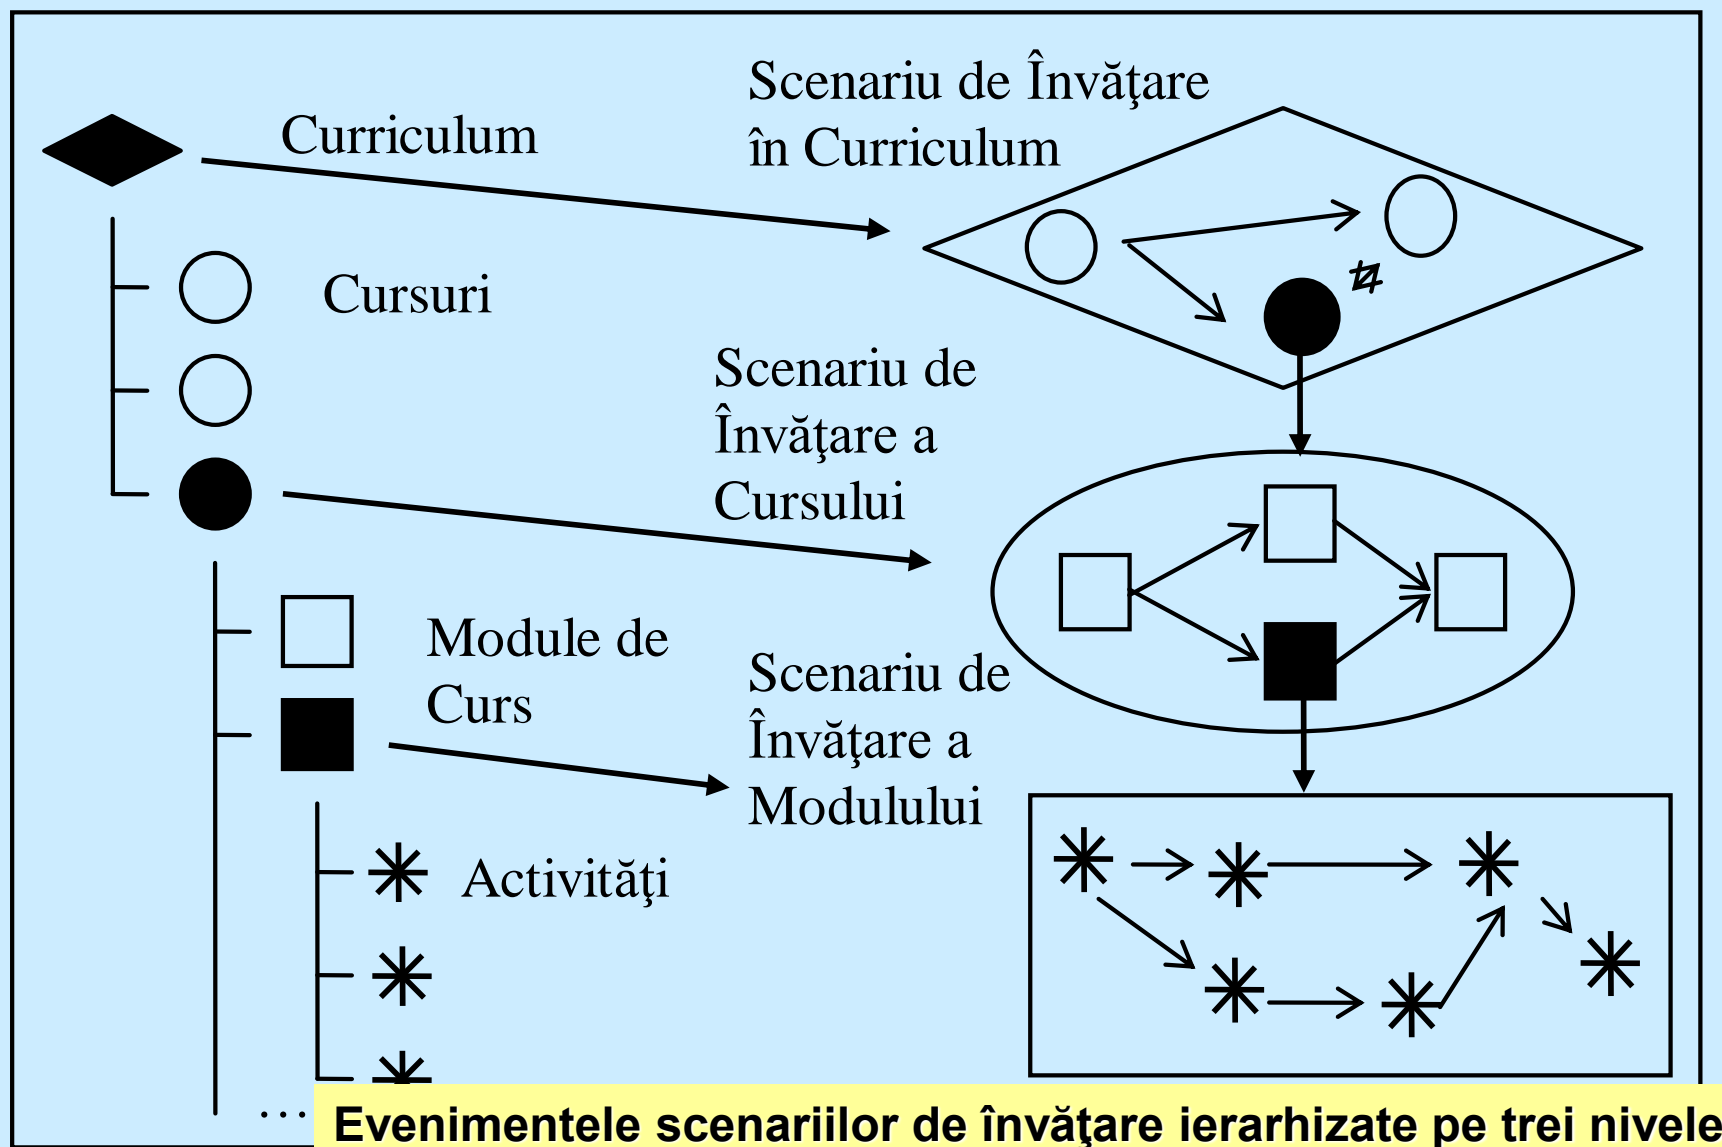 Curriculum
Scenariu de Învăţare
în Curriculum
Cursuri
Scenariu de
Învăţare a
Cursului
Module de
Curs
Scenariu de
Învăţare a
Modulului
Activităţi
...
Evenimentele scenariilor de învăţare ierarhizate pe trei nivele